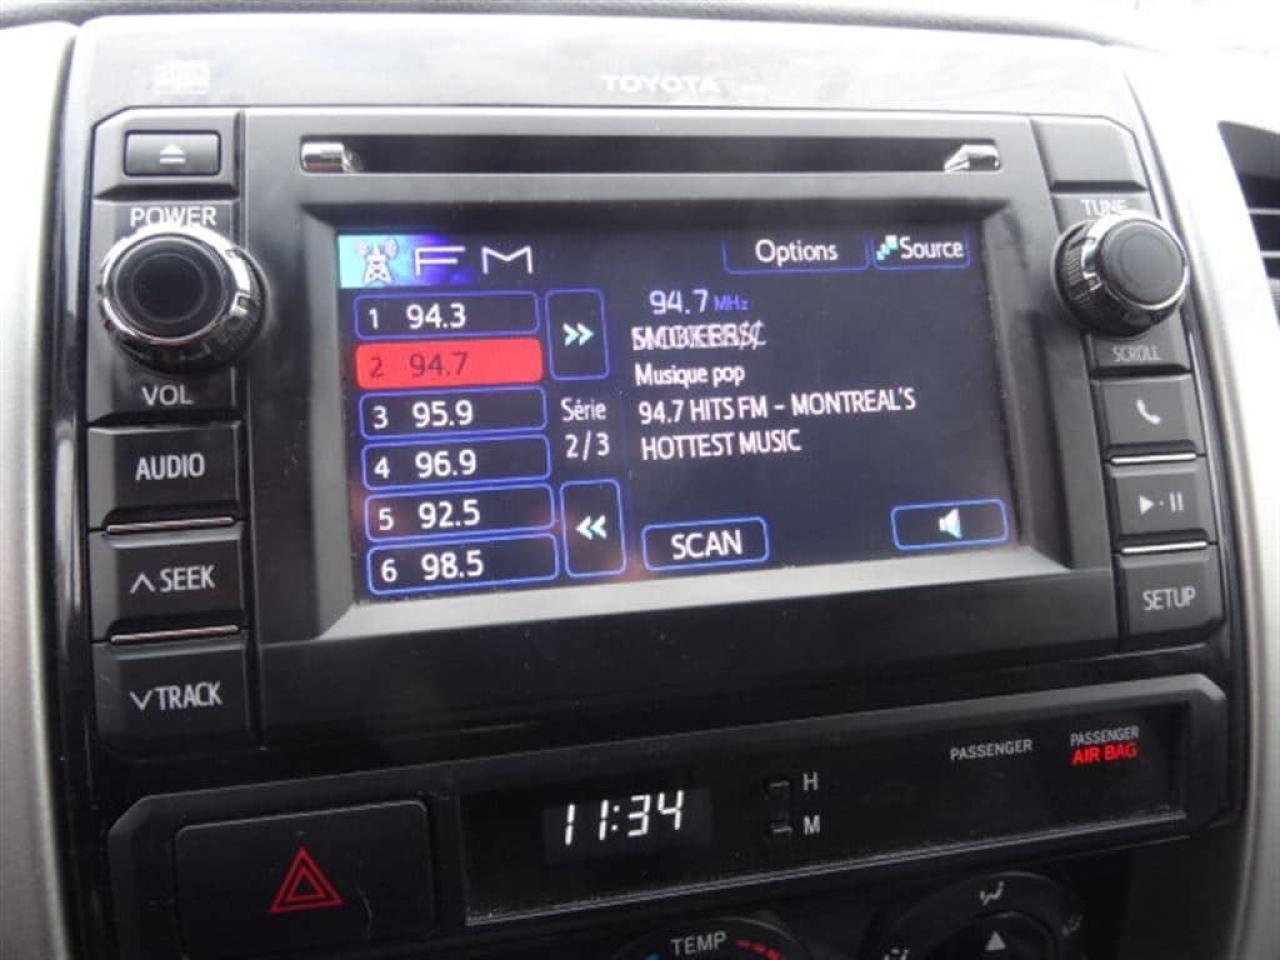 TOYOTA
POWER
VOL
AUDIO
SEEK
TRACK
FM
Options
Source
1 94.3
2 94.7
3 95.9
4 96.9
5 92.5
6 98.5
Série
2/3
94.7 MHz
Musique pop
94.7 HITS FM - MONTREAL'S
HOTTEST MUSIC
SCAN
TUNE
SCROLL
SETUP
PASSENGER
PASSENGER
AIR BAG
11:34
H
M
TEMP